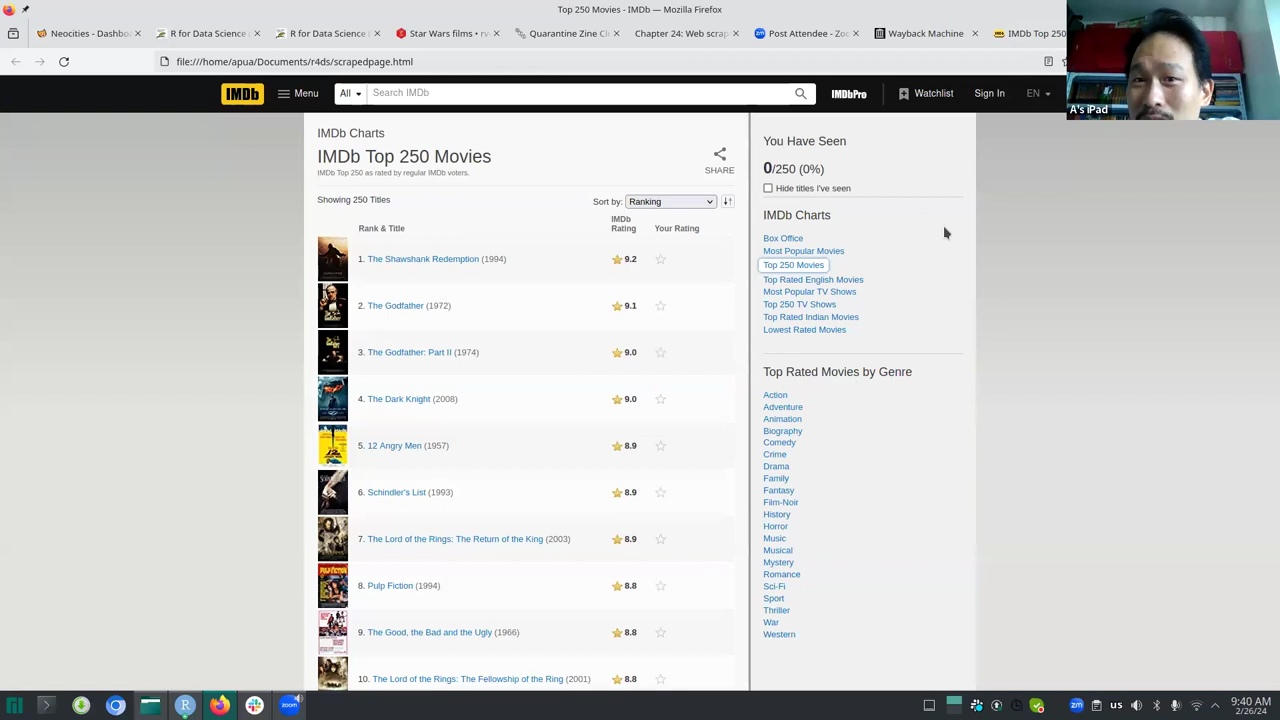 Top 250 Movies - IMDb — Mozilla Firefox
Neocities - Dashbo
R for Data Science
R for Data Science
Star Wars films • rv
Quarantine Zine Cl
Chapter 24: Web scrap
Post Attendee - Zoo
Wayback Machine
IMDb Top 250
file:///home/apua/Documents/r4ds/scrapedpage.html
A's iPad
IMDb
Menu
All
Search IMDb
IMDbPro
Watchlist
Sign In
EN
IMDb Charts
IMDb Top 250 Movies
IMDb Top 250 as rated by regular IMDb voters.
SHARE
Showing 250 Titles
Sort by: Ranking
Rank & Title
IMDb
Rating
Your Rating
1. The Shawshank Redemption (1994) 9.2
2. The Godfather (1972) 9.1
3. The Godfather: Part II (1974) 9.0
4. The Dark Knight (2008) 9.0
5. 12 Angry Men (1957) 8.9
6. Schindler's List (1993) 8.9
7. The Lord of the Rings: The Return of the King (2003) 8.9
8. Pulp Fiction (1994) 8.8
9. The Good, the Bad and the Ugly (1966) 8.8
10. The Lord of the Rings: The Fellowship of the Ring (2001) 8.8
You Have Seen
0/250 (0%)
Hide titles I've seen
IMDb Charts
Box Office
Most Popular Movies
Top 250 Movies
Top Rated English Movies
Most Popular TV Shows
Top 250 TV Shows
Top Rated Indian Movies
Lowest Rated Movies
Top Rated Movies by Genre
Action
Adventure
Animation
Biography
Comedy
Crime
Drama
Family
Fantasy
Film-Noir
History
Horror
Music
Musical
Mystery
Romance
Sci-Fi
Sport
Thriller
War
Western
zoom
zm
9:40 AM
2/26/24